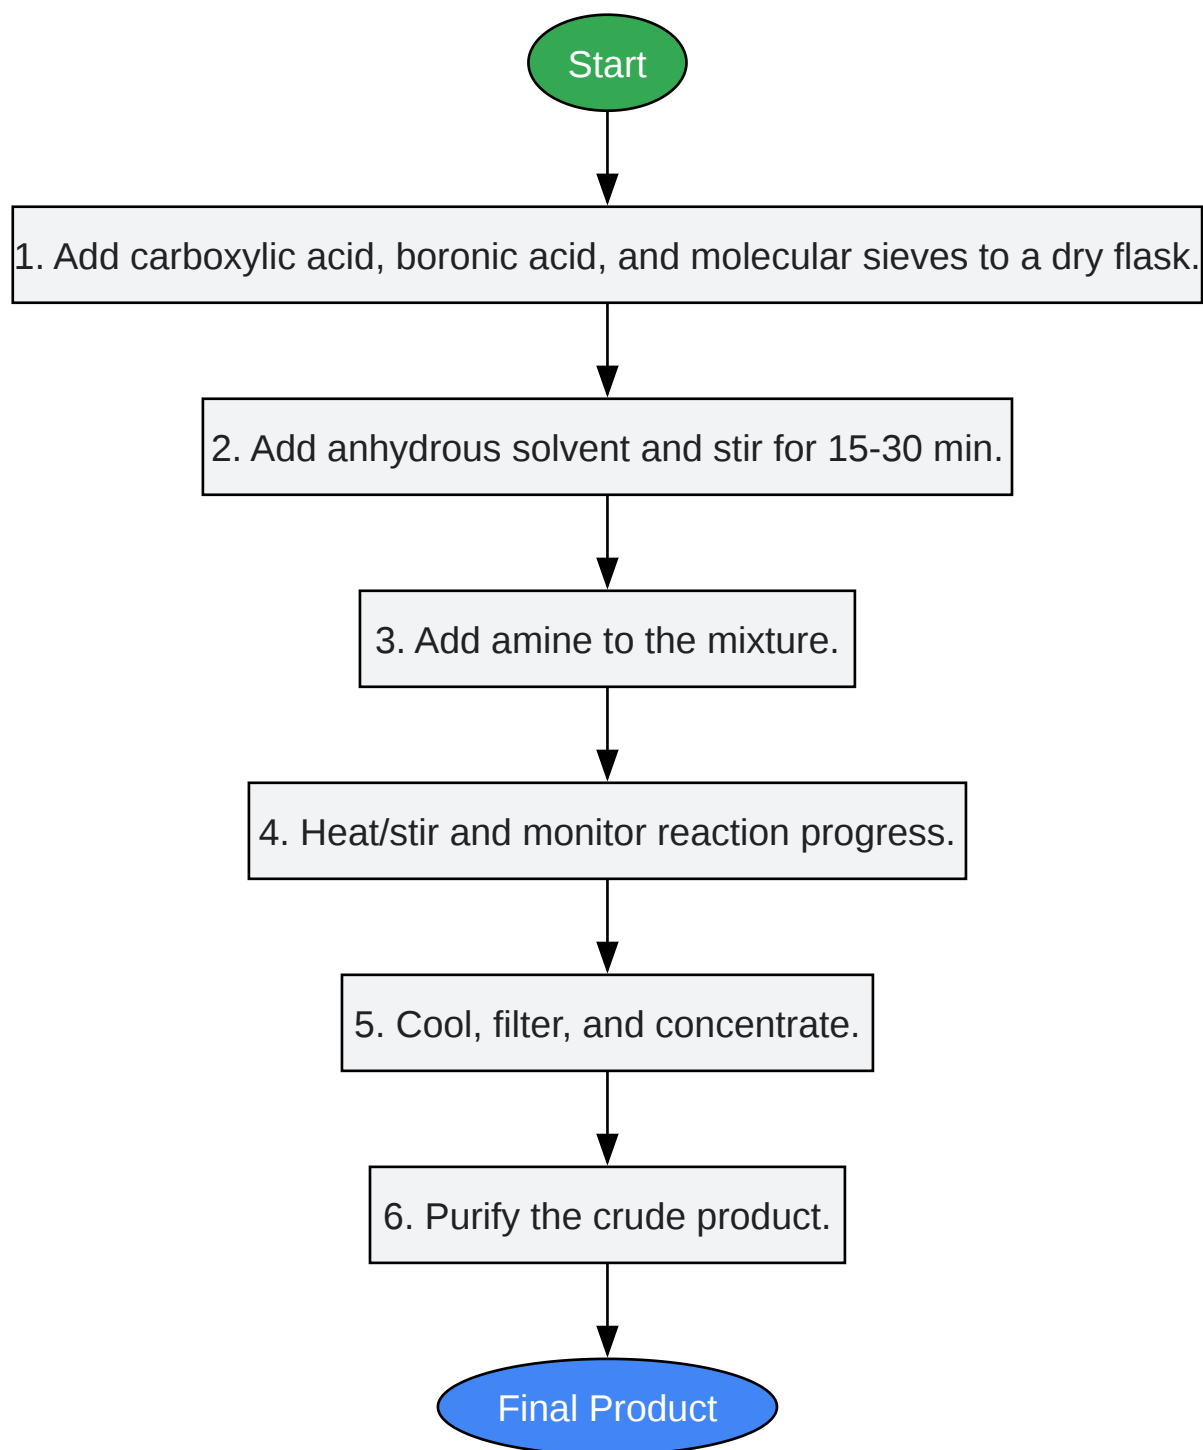 Start
1. Add carboxylic acid, boronic acid, and molecular sieves to a dry flask.
2. Add anhydrous solvent and stir for 15-30 min.
3. Add amine to the mixture.
4. Heat/stir and monitor reaction progress.
5. Cool, filter, and concentrate.
6. Purify the crude product.
Final Product